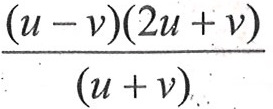 (u − v)(2u + v)
(u + v)